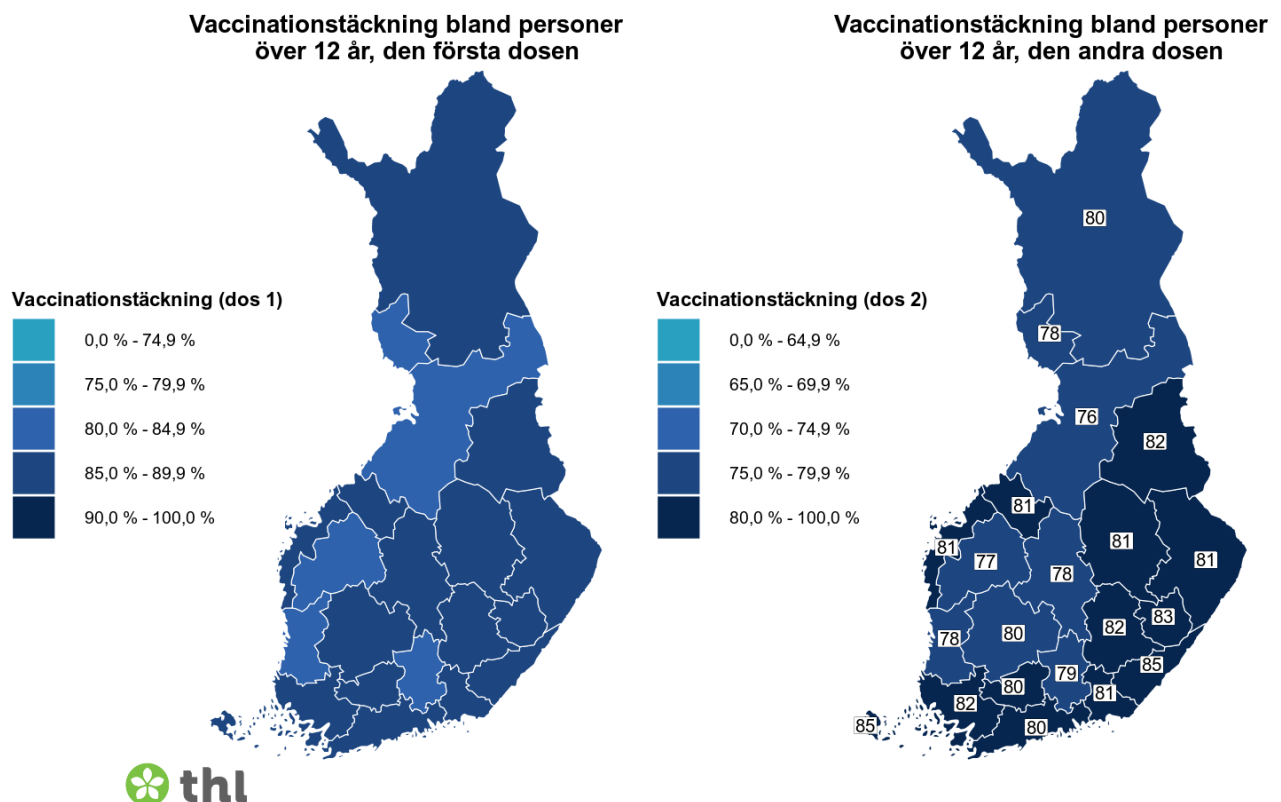 Vaccinationstäckning bland personer
över 12 år, den första dosen
Vaccinationstäckning (dos 1)
0,0 % - 74,9 %
75,0 % - 79,9 %
80,0 % - 84,9 %
85,0 % - 89,9 %
90,0 % - 100,0 %
Vaccinationstäckning bland personer
över 12 år, den andra dosen
Vaccinationstäckning (dos 2)
0,0 % - 64,9 %
65,0 % - 69,9 %
70,0 % - 74,9 %
75,0 % - 79,9 %
80,0 % - 100,0 %
80
78
76
82
81
81
77
78
81
81
78
80
82
83
85
79
80
81
82
85
80
thl